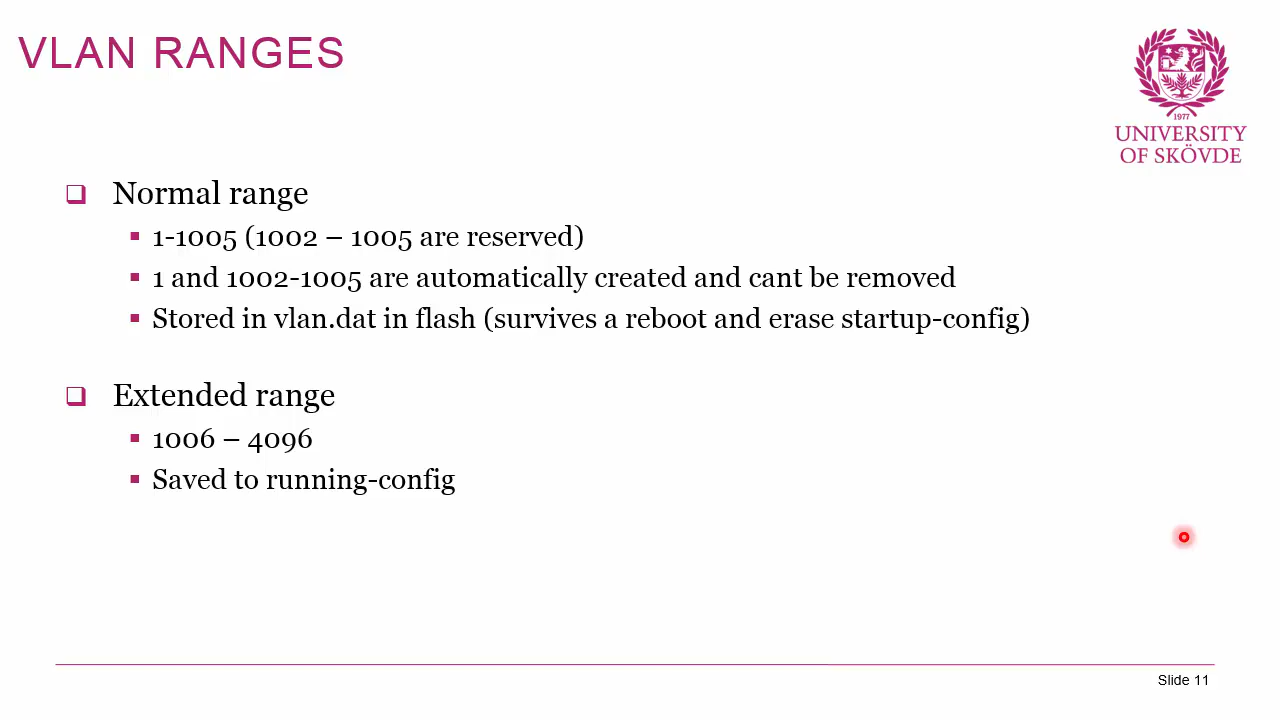 VLAN RANGES
1977
UNIVERSITY
OF SKÖVDE
Normal range
1-1005 (1002 – 1005 are reserved)
1 and 1002-1005 are automatically created and cant be removed
Stored in vlan.dat in flash (survives a reboot and erase startup-config)
Extended range
1006 – 4096
Saved to running-config
Slide 11